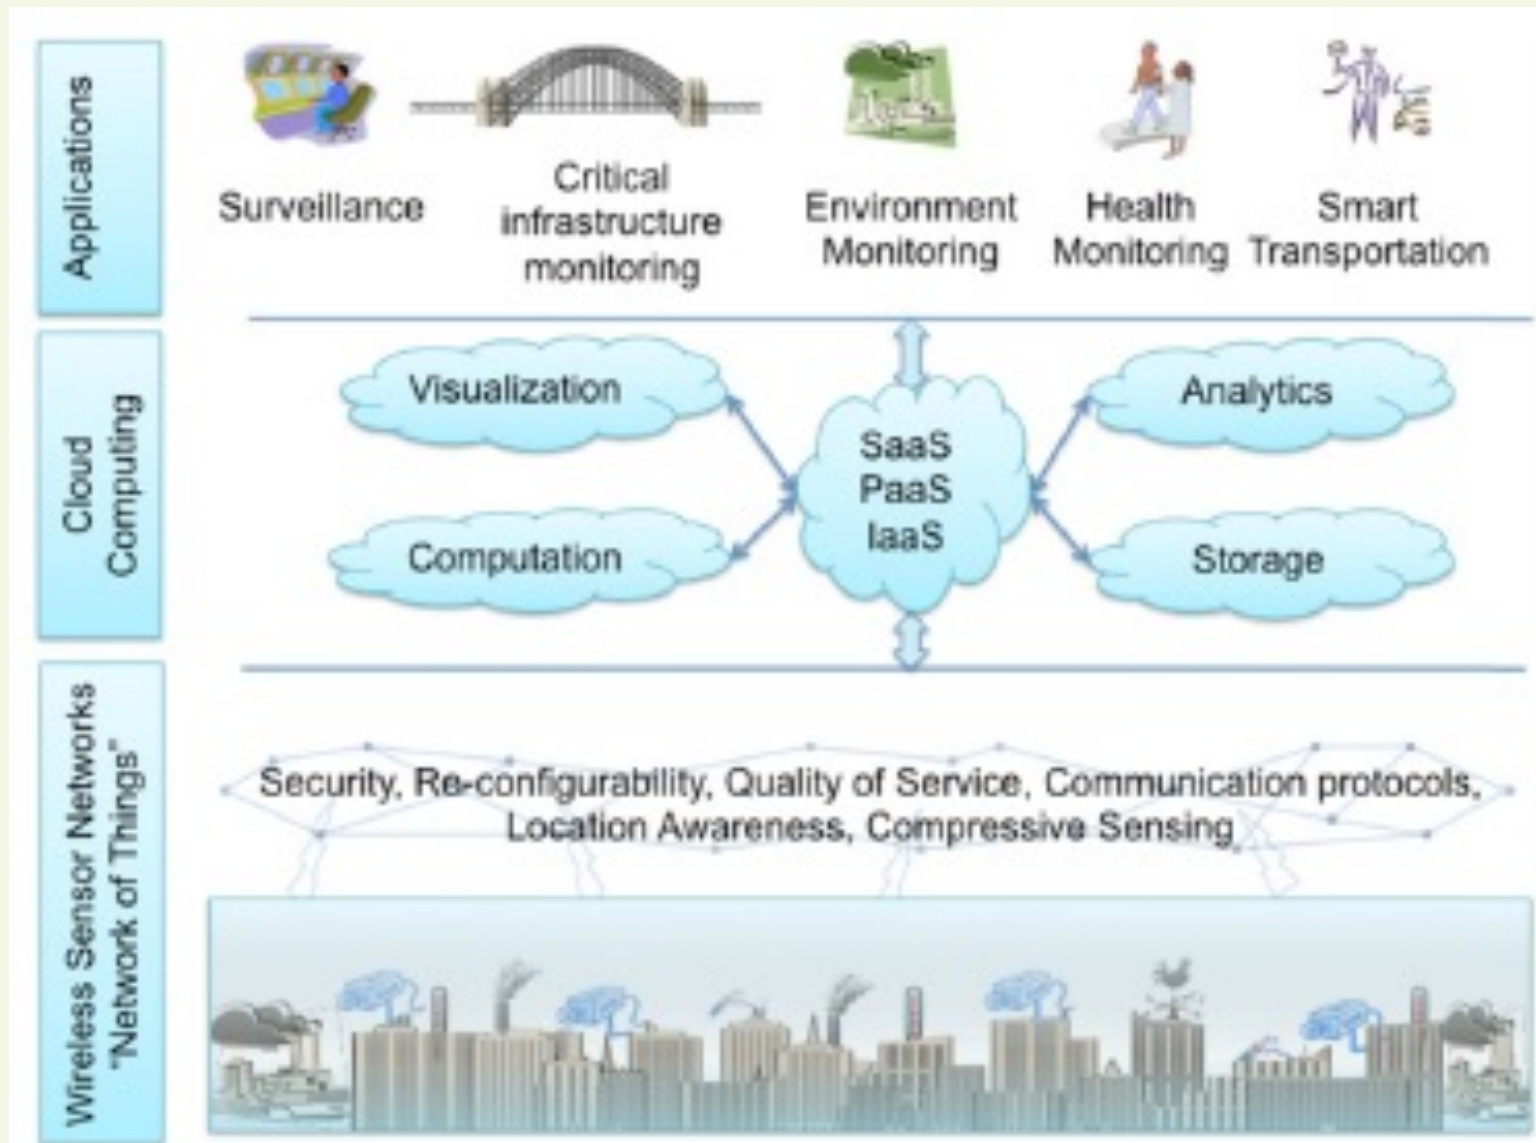 Applications
Surveillance
Critical
infrastructure
monitoring
Environment
Monitoring
Health
Monitoring
Smart
Transportation
Cloud
Computing
Visualization
Computation
SaaS
PaaS
IaaS
Analytics
Storage
Wireless Sensor Networks
"Network of Things"
Security, Re-configurability, Quality of Service, Communication protocols,
Location Awareness, Compressive Sensing